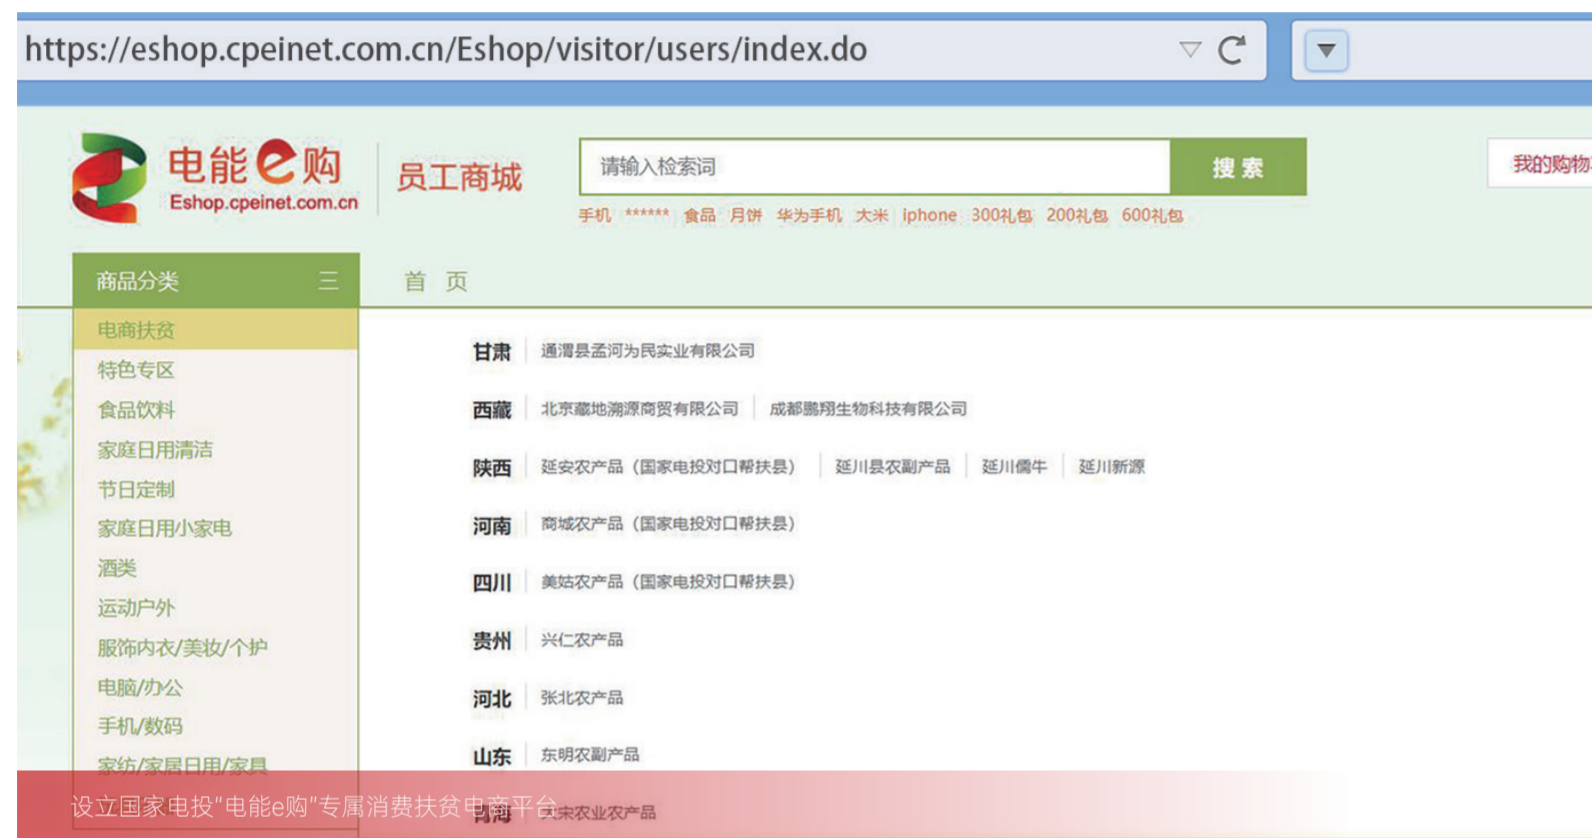 https://eshop.cpeinet.com.cn/Eshop/visitor/users/index.do
电能e购
Eshop.cpeinet.com.cn
员工商城
请输入检索词
搜 索
我的购物
手机 ****** 食品 月饼 华为手机 大米 iphone 300礼包 200礼包 600礼包
商品分类
首 页
电商扶贫
特色专区
食品饮料
家庭日用清洁
节日定制
家庭日用小家电
酒类
运动户外
服饰内衣/美妆/个护
电脑/办公
手机/数码
家纺/家居日用/家具
甘肃 通渭县孟河为民实业有限公司
西藏 北京藏地溯源商贸有限公司 成都鹏翔生物科技有限公司
陕西 延安农产品（国家电投对口帮扶县） 延川县农副产品 延川儒牛 延川新源
河南 商城农产品（国家电投对口帮扶县）
四川 美姑农产品（国家电投对口帮扶县）
贵州 兴仁农产品
河北 张北农产品
山东 东明农副产品
青海 宋农业农产品
设立国家电投"电能e购"专属消费扶贫电商平台